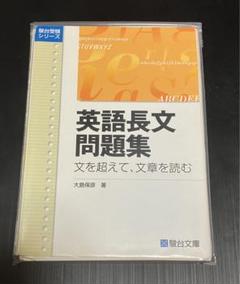 駿台受験
シリーズ
ABCDEF
英語長文
問題集
文を超えて、文章を読む
大島保彦 著
駿台文庫